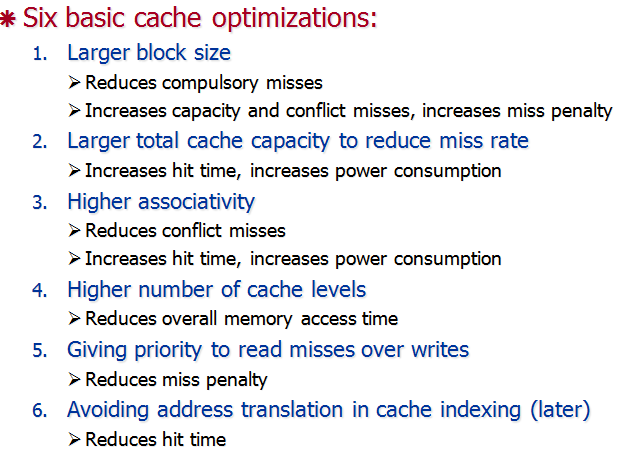 ✱ Six basic cache optimizations:
1. Larger block size
➢ Reduces compulsory misses
➢ Increases capacity and conflict misses, increases miss penalty
2. Larger total cache capacity to reduce miss rate
➢ Increases hit time, increases power consumption
3. Higher associativity
➢ Reduces conflict misses
➢ Increases hit time, increases power consumption
4. Higher number of cache levels
➢ Reduces overall memory access time
5. Giving priority to read misses over writes
➢ Reduces miss penalty
6. Avoiding address translation in cache indexing (later)
➢ Reduces hit time